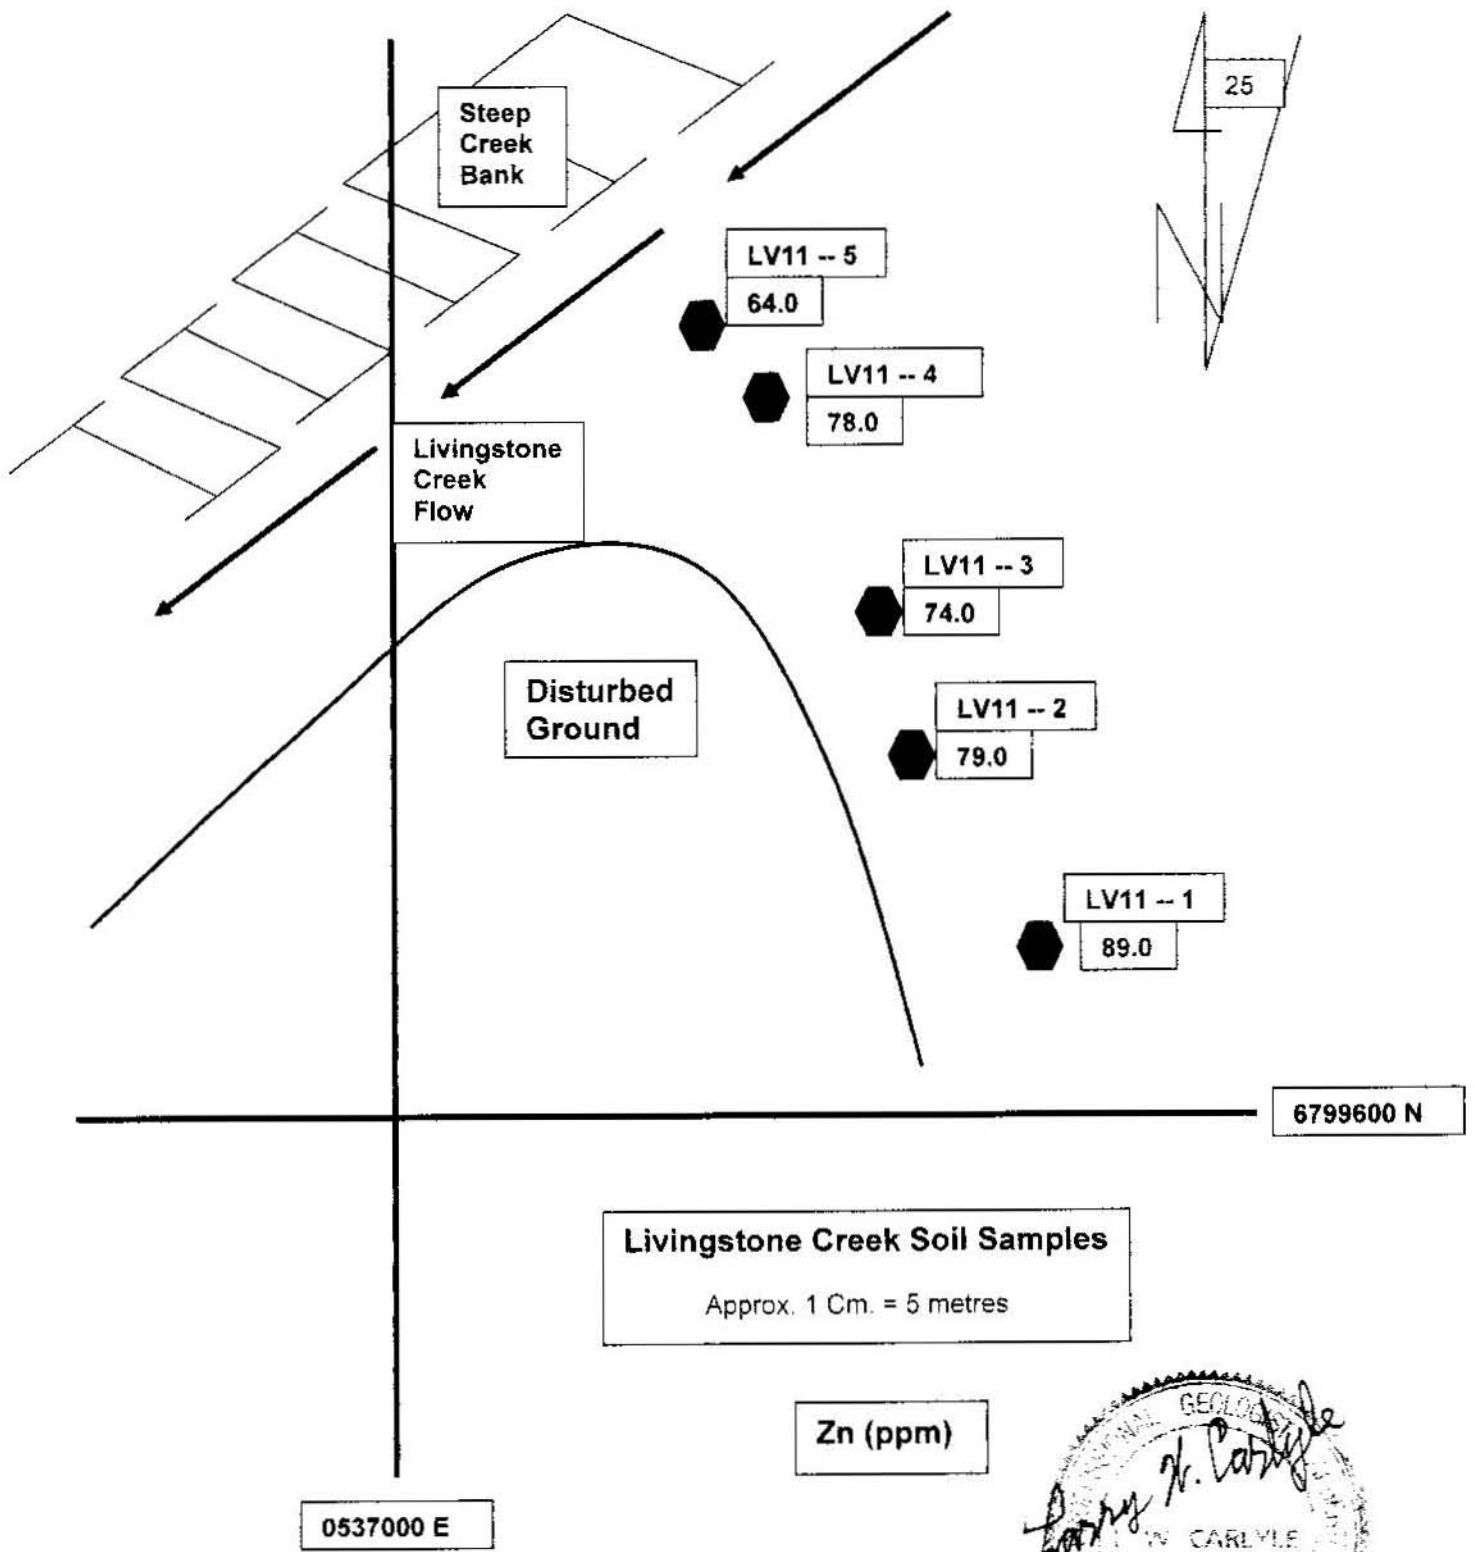 25
Steep
Creek
Bank
LV11 -- 5
64.0
LV11 -- 4
78.0
Livingstone
Creek
Flow
LV11 -- 3
74.0
Disturbed
Ground
LV11 -- 2
79.0
LV11 -- 1
89.0
6799600 N
Livingstone Creek Soil Samples
Approx. 1 Cm. = 5 metres
Zn (ppm)
GEOLOGIST
W CARLYLE
0537000 E